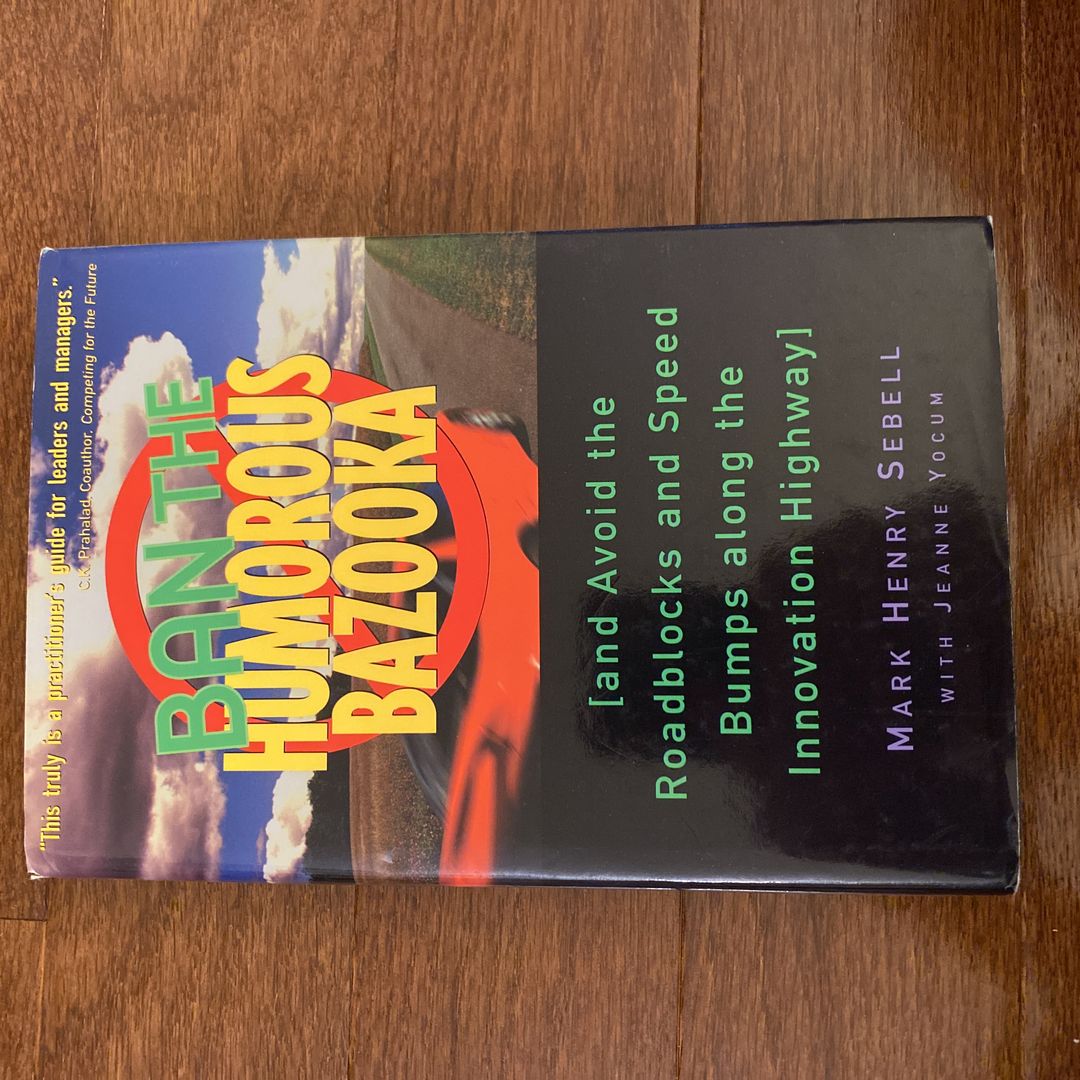 "This truly is a practitioner's guide for leaders and managers."
C.K. Prahalad, Coauthor, Competing for the Future
BAN THE
HUMOROUS
BAZOOKA
[and Avoid the
Roadblocks and Speed
Bumps along the
Innovation Highway]
MARK HENRY SEBELL
WITH JEANNE YOCUM